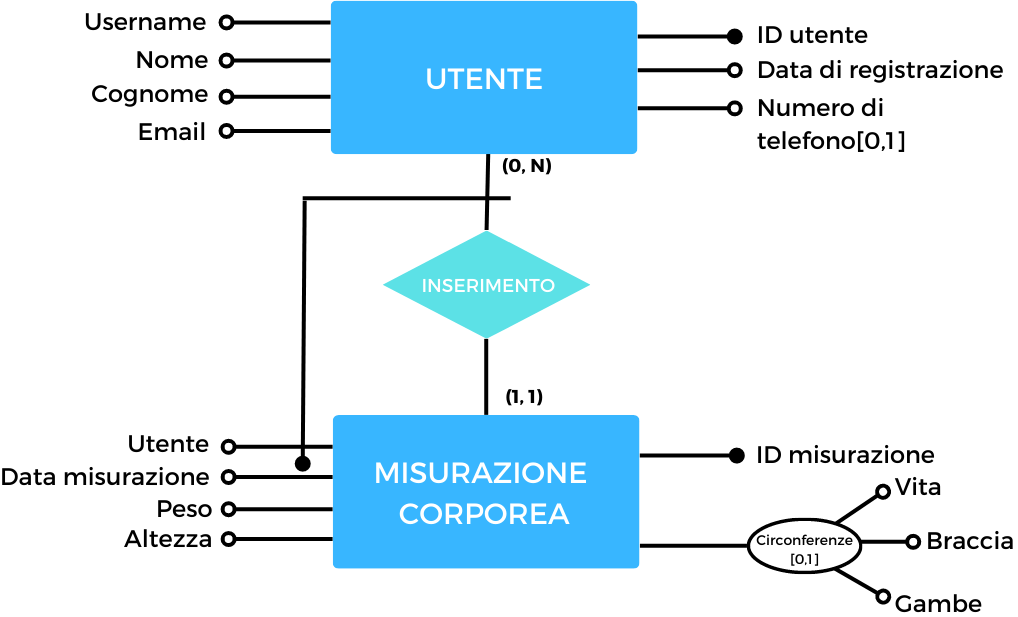 Username
Nome
Cognome
Email
UTENTE
ID utente
Data di registrazione
Numero di
telefono[0,1]
(0, N)
INSERIMENTO
(1, 1)
Utente
Data misurazione
Peso
Altezza
MISURAZIONE
CORPOREA
ID misurazione
Circonferenze
[0,1]
Vita
Braccia
Gambe